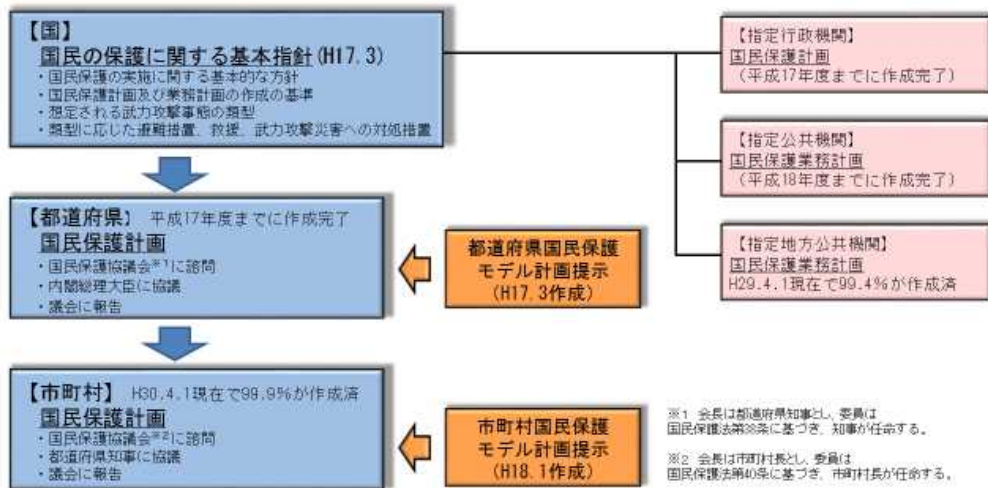 【国】
国民の保護に関する基本指針(H17.3)
・国民保護の実施に関する基本的な方針
・国民保護計画及び業務計画の作成の基準
・想定される武力攻撃事態の類型
・類型に応じた避難措置、救援、武力攻撃災害への対処措置
【都道府県】 平成17年度までに作成完了
国民保護計画
・国民保護協議会※1に諮問
・内閣総理大臣に協議
・議会に報告
都道府県国民保護
モデル計画提示
(H17.3作成)
【市町村】 H30.4.1現在で99.9%が作成済
国民保護計画
・国民保護協議会※2に諮問
・都道府県知事に協議
・議会に報告
市町村国民保護
モデル計画提示
(H18.1作成)
【指定行政機関】
国民保護計画
(平成17年度までに作成完了)
【指定公共機関】
国民保護業務計画
(平成18年度までに作成完了)
【指定地方公共機関】
国民保護業務計画
H29.4.1現在で99.4%が作成済
※1 会長は都道府県知事とし、委員は
国民保護法第38条に基づき、知事が任命する。
※2 会長は市町村長とし、委員は
国民保護法第40条に基づき、市町村長が任命する。